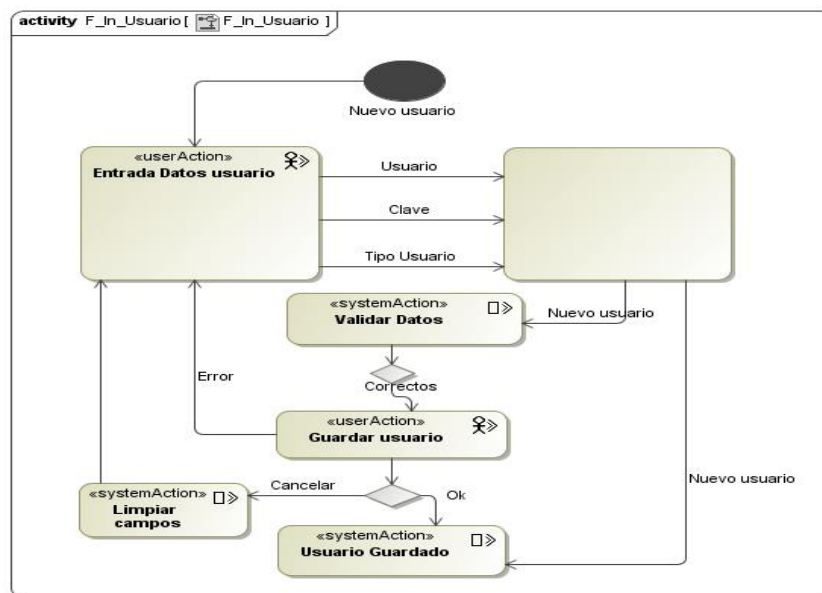 activity F_In_Usuario [ F_In_Usuario ]
Nuevo usuario
«userAction»
Entrada Datos usuario
Usuario
Clave
Tipo Usuario
«systemAction»
Validar Datos
Nuevo usuario
Error
Correctos
«userAction»
Guardar usuario
Nuevo usuario
Cancelar
Ok
«systemAction»
Limpiar
campos
«systemAction»
Usuario Guardado